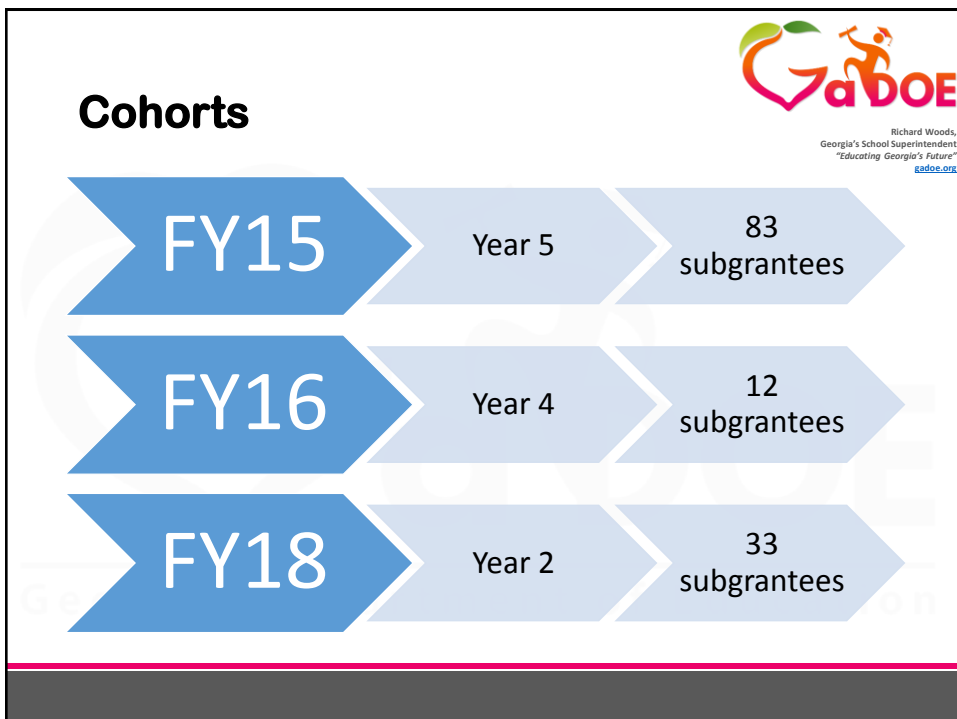 Cohorts
GaDOE
Richard Woods,
Georgia's School Superintendent
"Educating Georgia's Future"
gadoe.org
FY15
Year 5
83
subgrantees
FY16
Year 4
12
subgrantees
FY18
Year 2
33
subgrantees